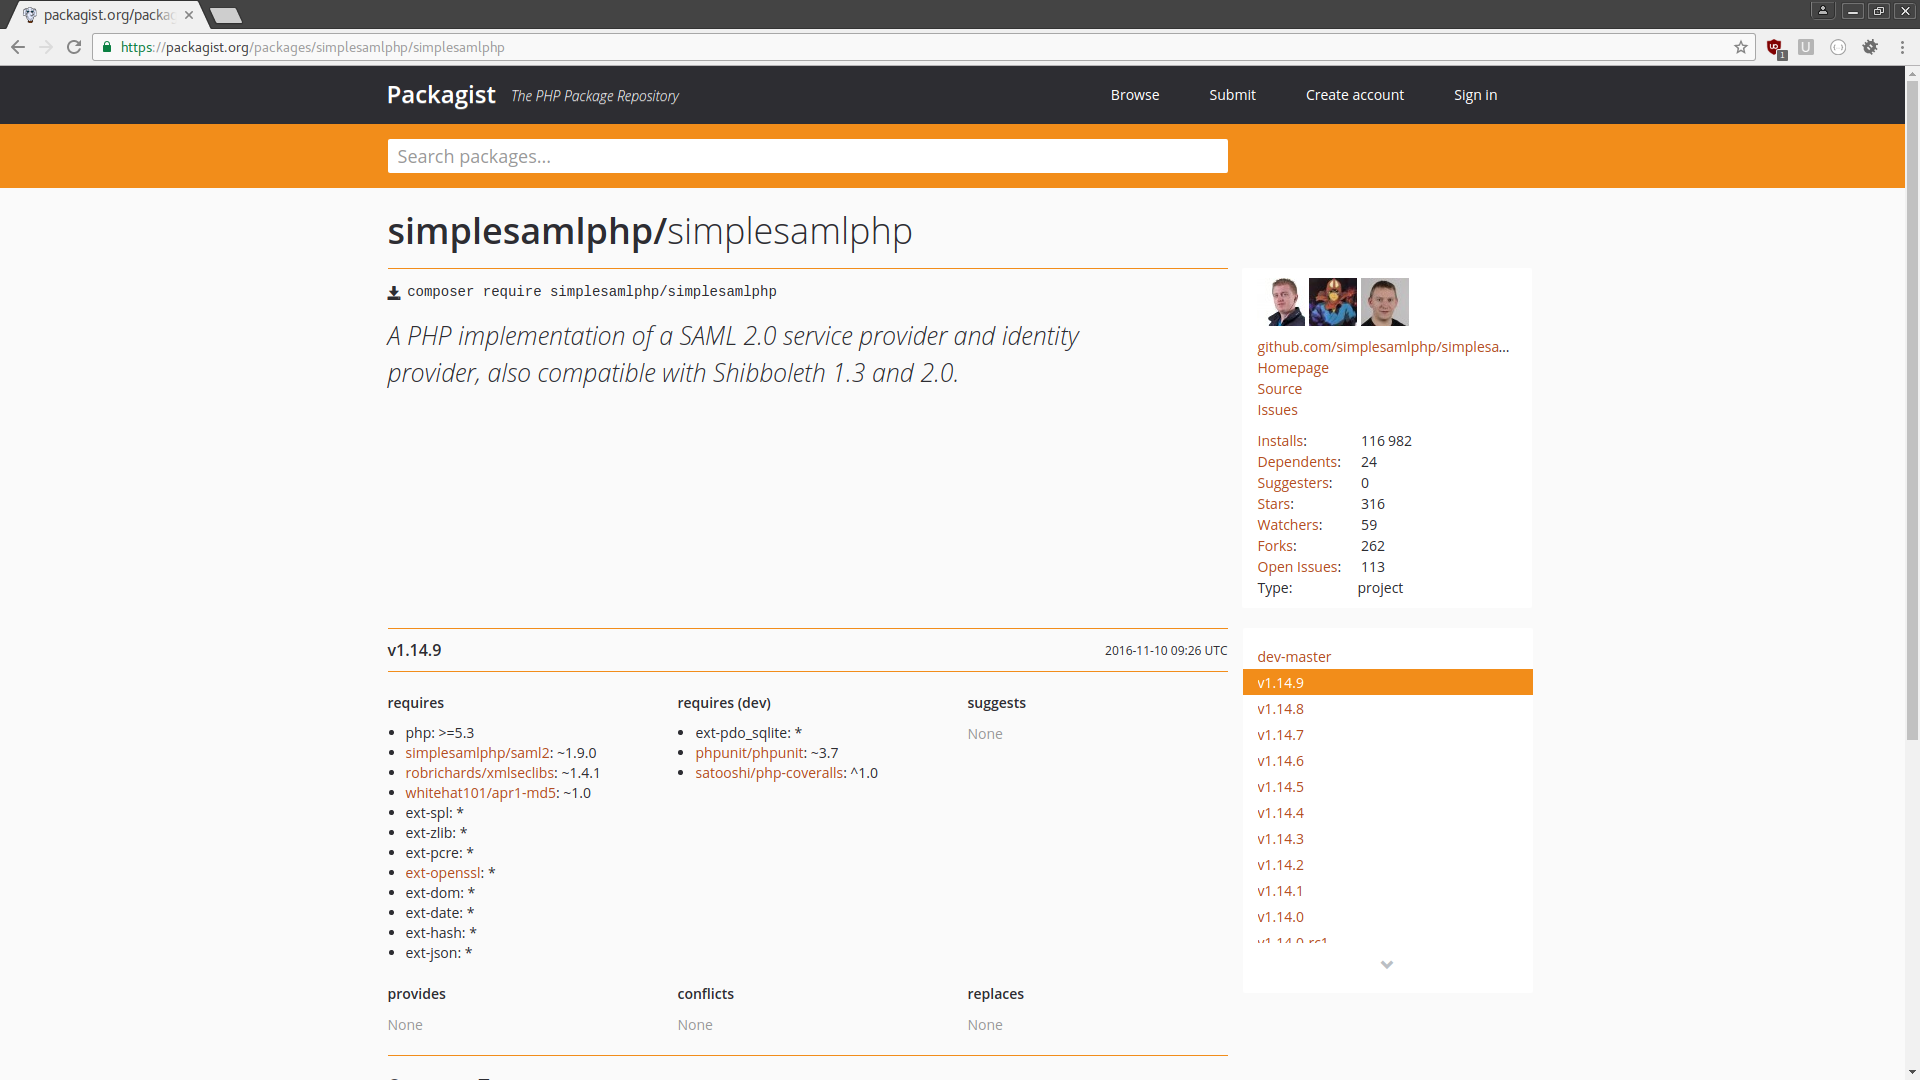 packagist.org/packa
https://packagist.org/packages/simplesamlphp/simplesamlphp
1
Packagist The PHP Package Repository
Browse Submit Create account Sign in
Search packages...
simplesamlphp/simplesamlphp
composer require simplesamlphp/simplesamlphp
A PHP implementation of a SAML 2.0 service provider and identity
provider, also compatible with Shibboleth 1.3 and 2.0.
github.com/simplesamlphp/simplesa...
Homepage
Source
Issues
Installs: 116 982
Dependents: 24
Suggesters: 0
Stars: 316
Watchers: 59
Forks: 262
Open Issues: 113
Type: project
v1.14.9 2016-11-10 09:26 UTC
requires
php: >=5.3
simplesamlphp/saml2: ~1.9.0
robrichards/xmlseclibs: ~1.4.1
whitehat101/apr1-md5: ~1.0
ext-spl: *
ext-zlib: *
ext-pcre: *
ext-openssl: *
ext-dom: *
ext-date: *
ext-hash: *
ext-json: *
requires (dev)
ext-pdo_sqlite: *
phpunit/phpunit: ~3.7
satooshi/php-coveralls: ^1.0
suggests
None
provides
None
conflicts
None
replaces
None
dev-master
v1.14.9
v1.14.8
v1.14.7
v1.14.6
v1.14.5
v1.14.4
v1.14.3
v1.14.2
v1.14.1
v1.14.0
v1.14.0-rc1